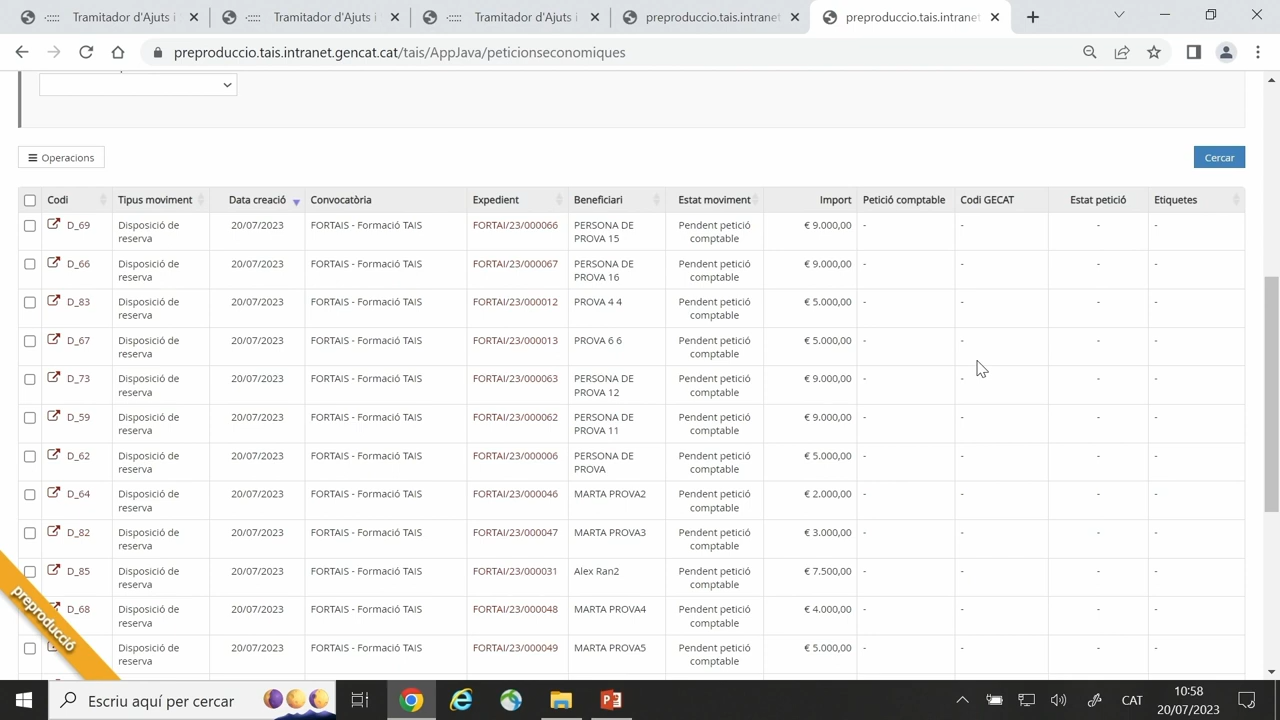 Tramitador d'Ajuts i
Tramitador d'Ajuts i
Tramitador d'Ajuts i
preproduccio.tais.intranet
preproduccio.tais.intranet
preproduccio.tais.intranet.gencat.cat/tais/AppJava/peticionseconomiques
Operacions
Cercar
Codi Tipus moviment Data creació Convocatòria Expedient Beneficiari Estat moviment Import Petició comptable Codi GECAT Estat petició Etiquetes
D_69 Disposició de reserva 20/07/2023 FORTAIS - Formació TAIS FORTAI/23/000066 PERSONA DE PROVA 15 Pendent petició comptable € 9.000,00 - - - -
D_66 Disposició de reserva 20/07/2023 FORTAIS - Formació TAIS FORTAI/23/000067 PERSONA DE PROVA 16 Pendent petició comptable € 9.000,00 - - - -
D_83 Disposició de reserva 20/07/2023 FORTAIS - Formació TAIS FORTAI/23/000012 PROVA 4 4 Pendent petició comptable € 5.000,00 - - - -
D_67 Disposició de reserva 20/07/2023 FORTAIS - Formació TAIS FORTAI/23/000013 PROVA 6 6 Pendent petició comptable € 5.000,00 - - - -
D_73 Disposició de reserva 20/07/2023 FORTAIS - Formació TAIS FORTAI/23/000063 PERSONA DE PROVA 12 Pendent petició comptable € 9.000,00 - - - -
D_59 Disposició de reserva 20/07/2023 FORTAIS - Formació TAIS FORTAI/23/000062 PERSONA DE PROVA 11 Pendent petició comptable € 9.000,00 - - - -
D_62 Disposició de reserva 20/07/2023 FORTAIS - Formació TAIS FORTAI/23/000006 PERSONA DE PROVA Pendent petició comptable € 5.000,00 - - - -
D_64 Disposició de reserva 20/07/2023 FORTAIS - Formació TAIS FORTAI/23/000046 MARTA PROVA2 Pendent petició comptable € 2.000,00 - - - -
D_82 Disposició de reserva 20/07/2023 FORTAIS - Formació TAIS FORTAI/23/000047 MARTA PROVA3 Pendent petició comptable € 3.000,00 - - - -
D_85 Disposició de reserva 20/07/2023 FORTAIS - Formació TAIS FORTAI/23/000031 Alex Ran2 Pendent petició comptable € 7.500,00 - - - -
D_68 Disposició de reserva 20/07/2023 FORTAIS - Formació TAIS FORTAI/23/000048 MARTA PROVA4 Pendent petició comptable € 4.000,00 - - - -
D_61 Disposició de reserva 20/07/2023 FORTAIS - Formació TAIS FORTAI/23/000049 MARTA PROVA5 Pendent petició comptable € 5.000,00 - - - -
preproducció
Escriu aquí per cercar
CAT
10:58
20/07/2023